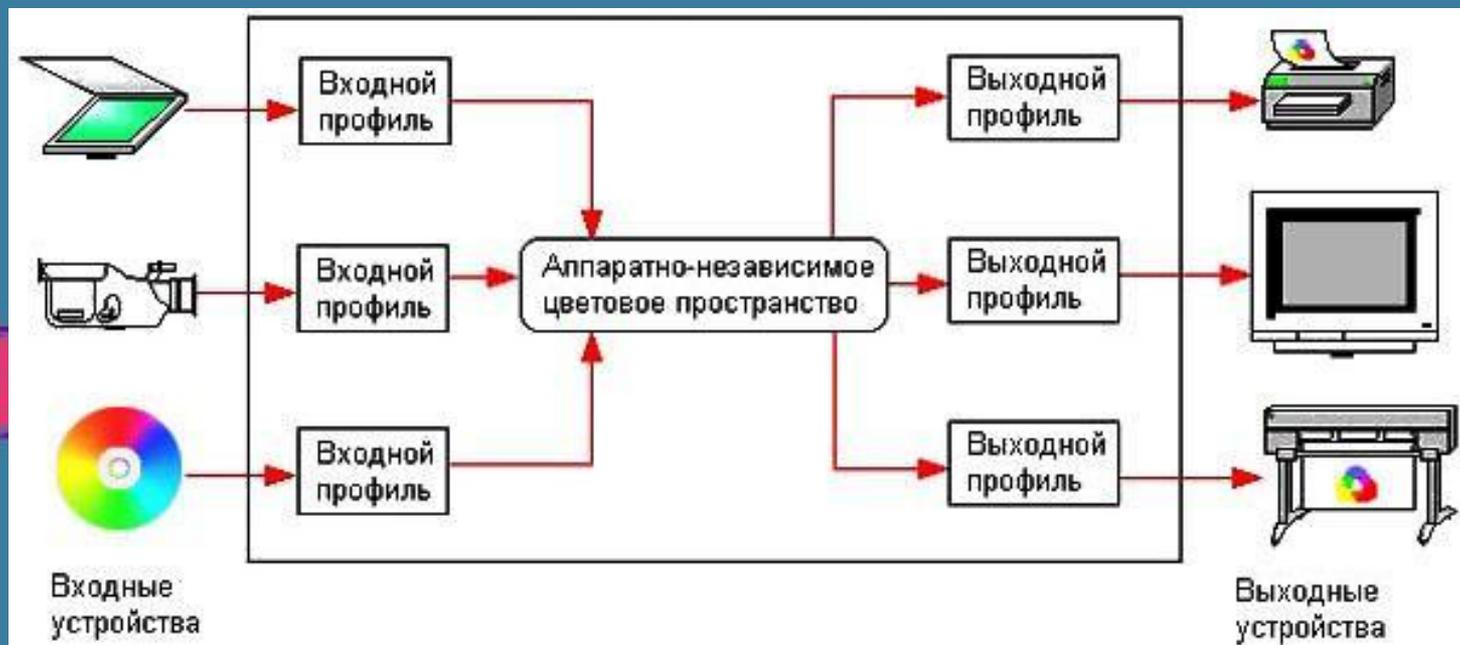 Входной
профиль
Выходной
профиль
Входной
профиль
Аппаратно-независимое
цветовое пространство
Выходной
профиль
Входной
профиль
Выходной
профиль
Входные
устройства
Выходные
устройства